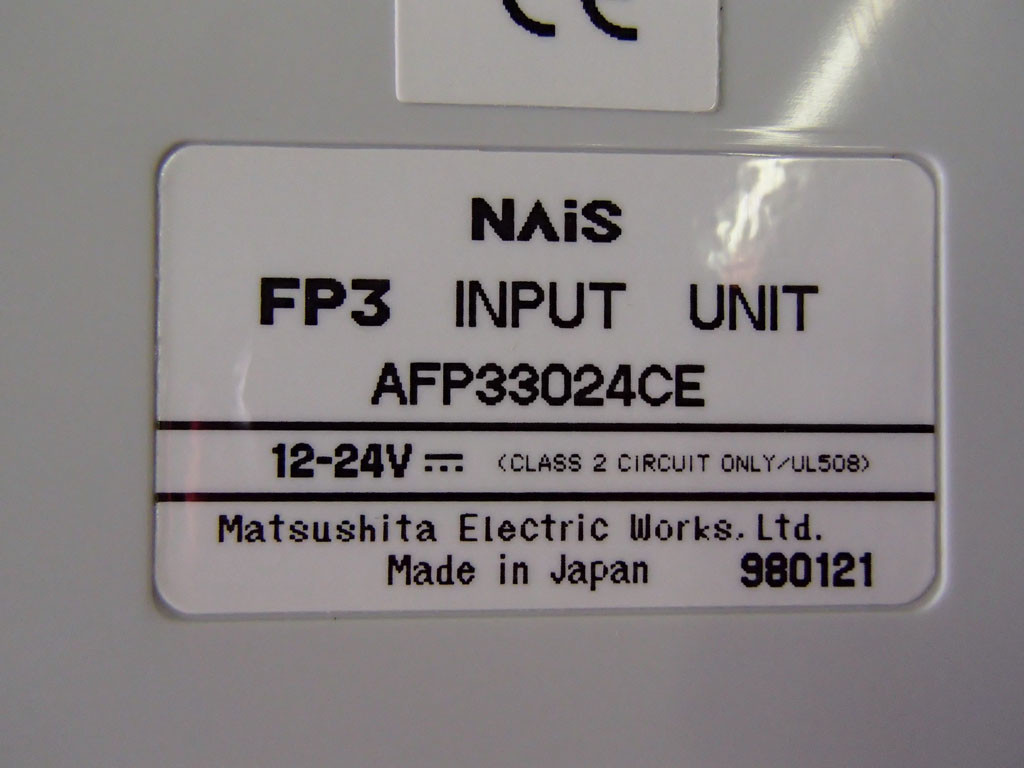 CE
NAiS
FP3 INPUT UNIT
AFP33024CE
12-24V ⎓ (CLASS 2 CIRCUIT ONLY/UL508)
Matsushita Electric Works, Ltd.
Made in Japan 980121